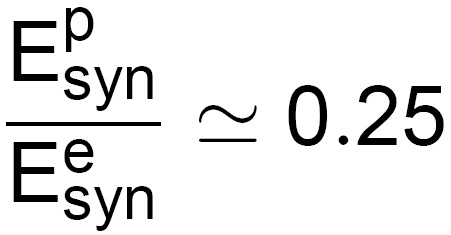 E^p_syn / E^e_syn ≃ 0.25